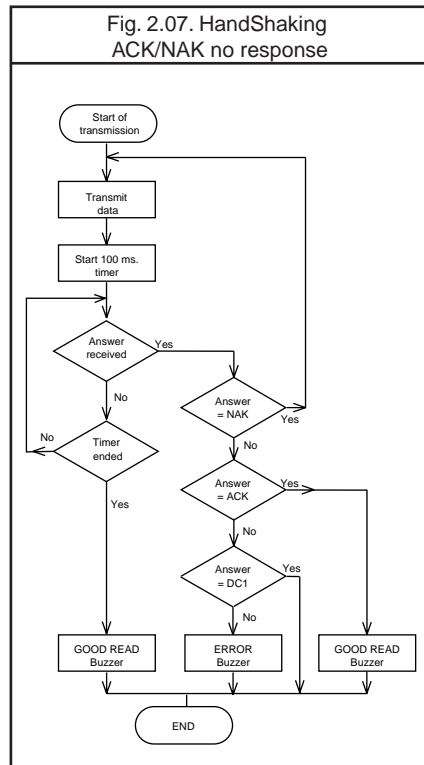 Fig. 2.07. HandShaking
ACK/NAK no response
Start of
transmission
Transmit
data
Start 100 ms.
timer
Answer
received
Yes
No
Answer
= NAK
Yes
No
Timer
ended
No
Yes
Answer
= ACK
Yes
No
Answer
= DC1
Yes
No
GOOD READ
Buzzer
ERROR
Buzzer
GOOD READ
Buzzer
END